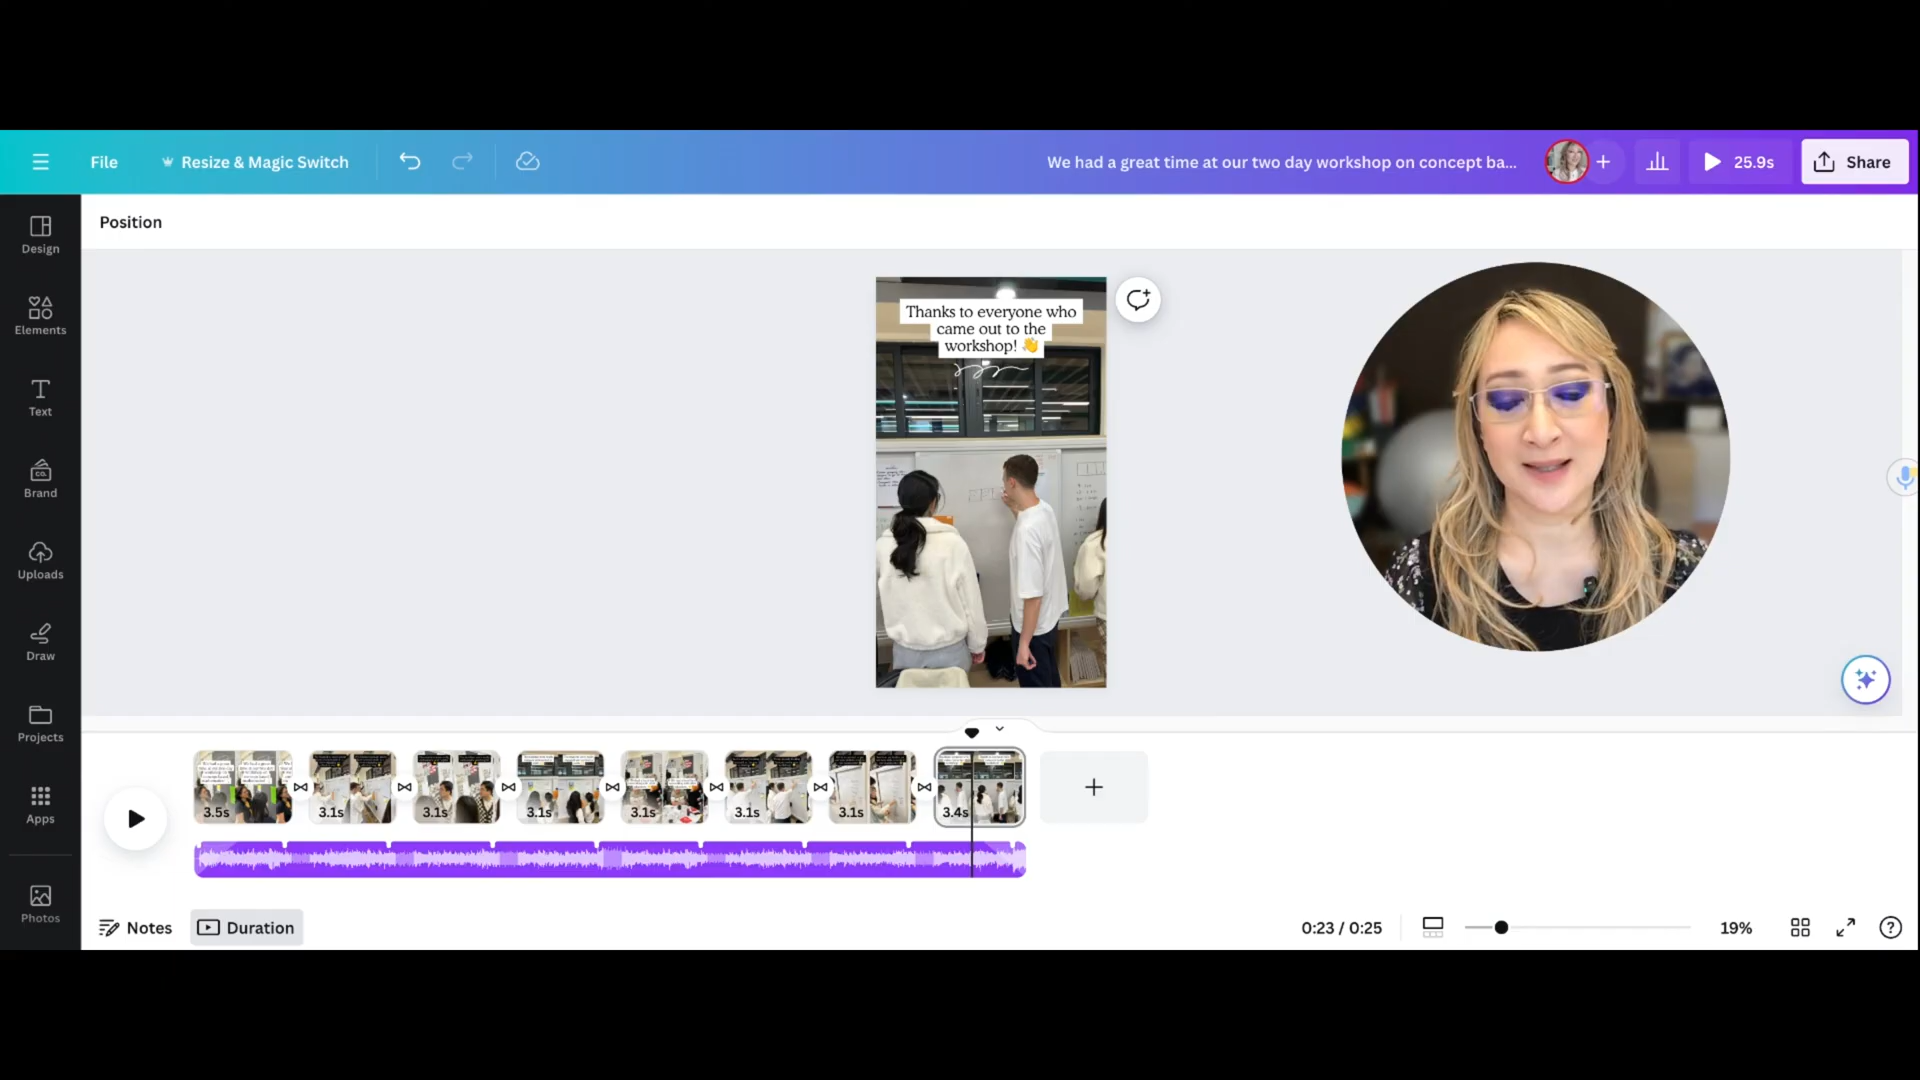 File
Resize & Magic Switch
We had a great time at our two day workshop on concept ba...
25.9s
Share
Position
Design
Elements
Text
Brand
Uploads
Draw
Projects
Apps
Photos
Thanks to everyone who
came out to the
workshop! 👋
3.5s
3.1s
3.1s
3.1s
3.1s
3.1s
3.1s
3.4s
Notes
Duration
0:23 / 0:25
19%